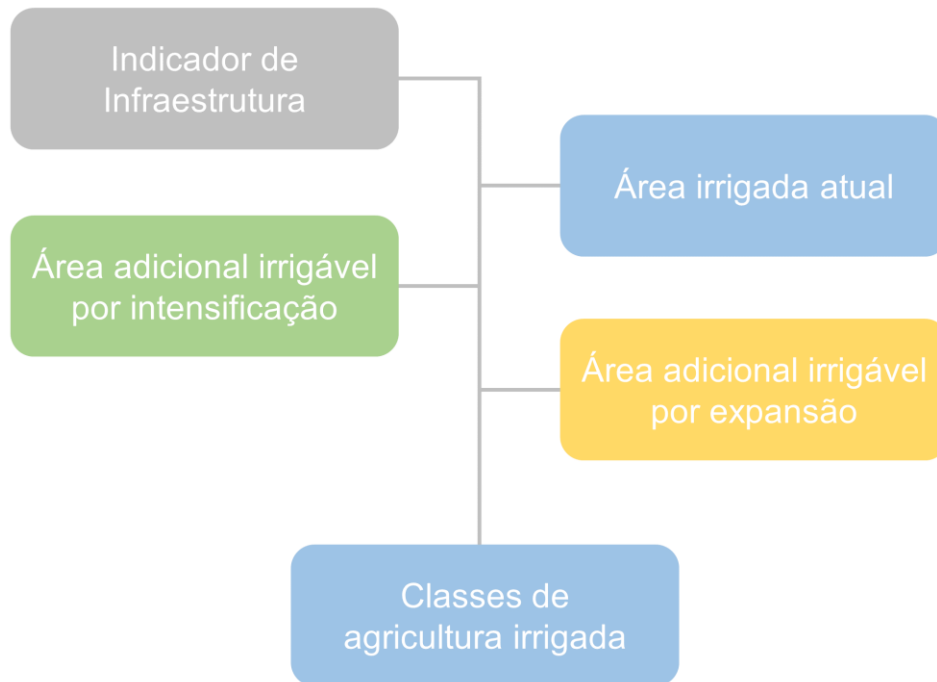 Indicador de
Infraestrutura
Área irrigada atual
Área adicional irrigável
por intensificação
Área adicional irrigável
por expansão
Classes de
agricultura irrigada